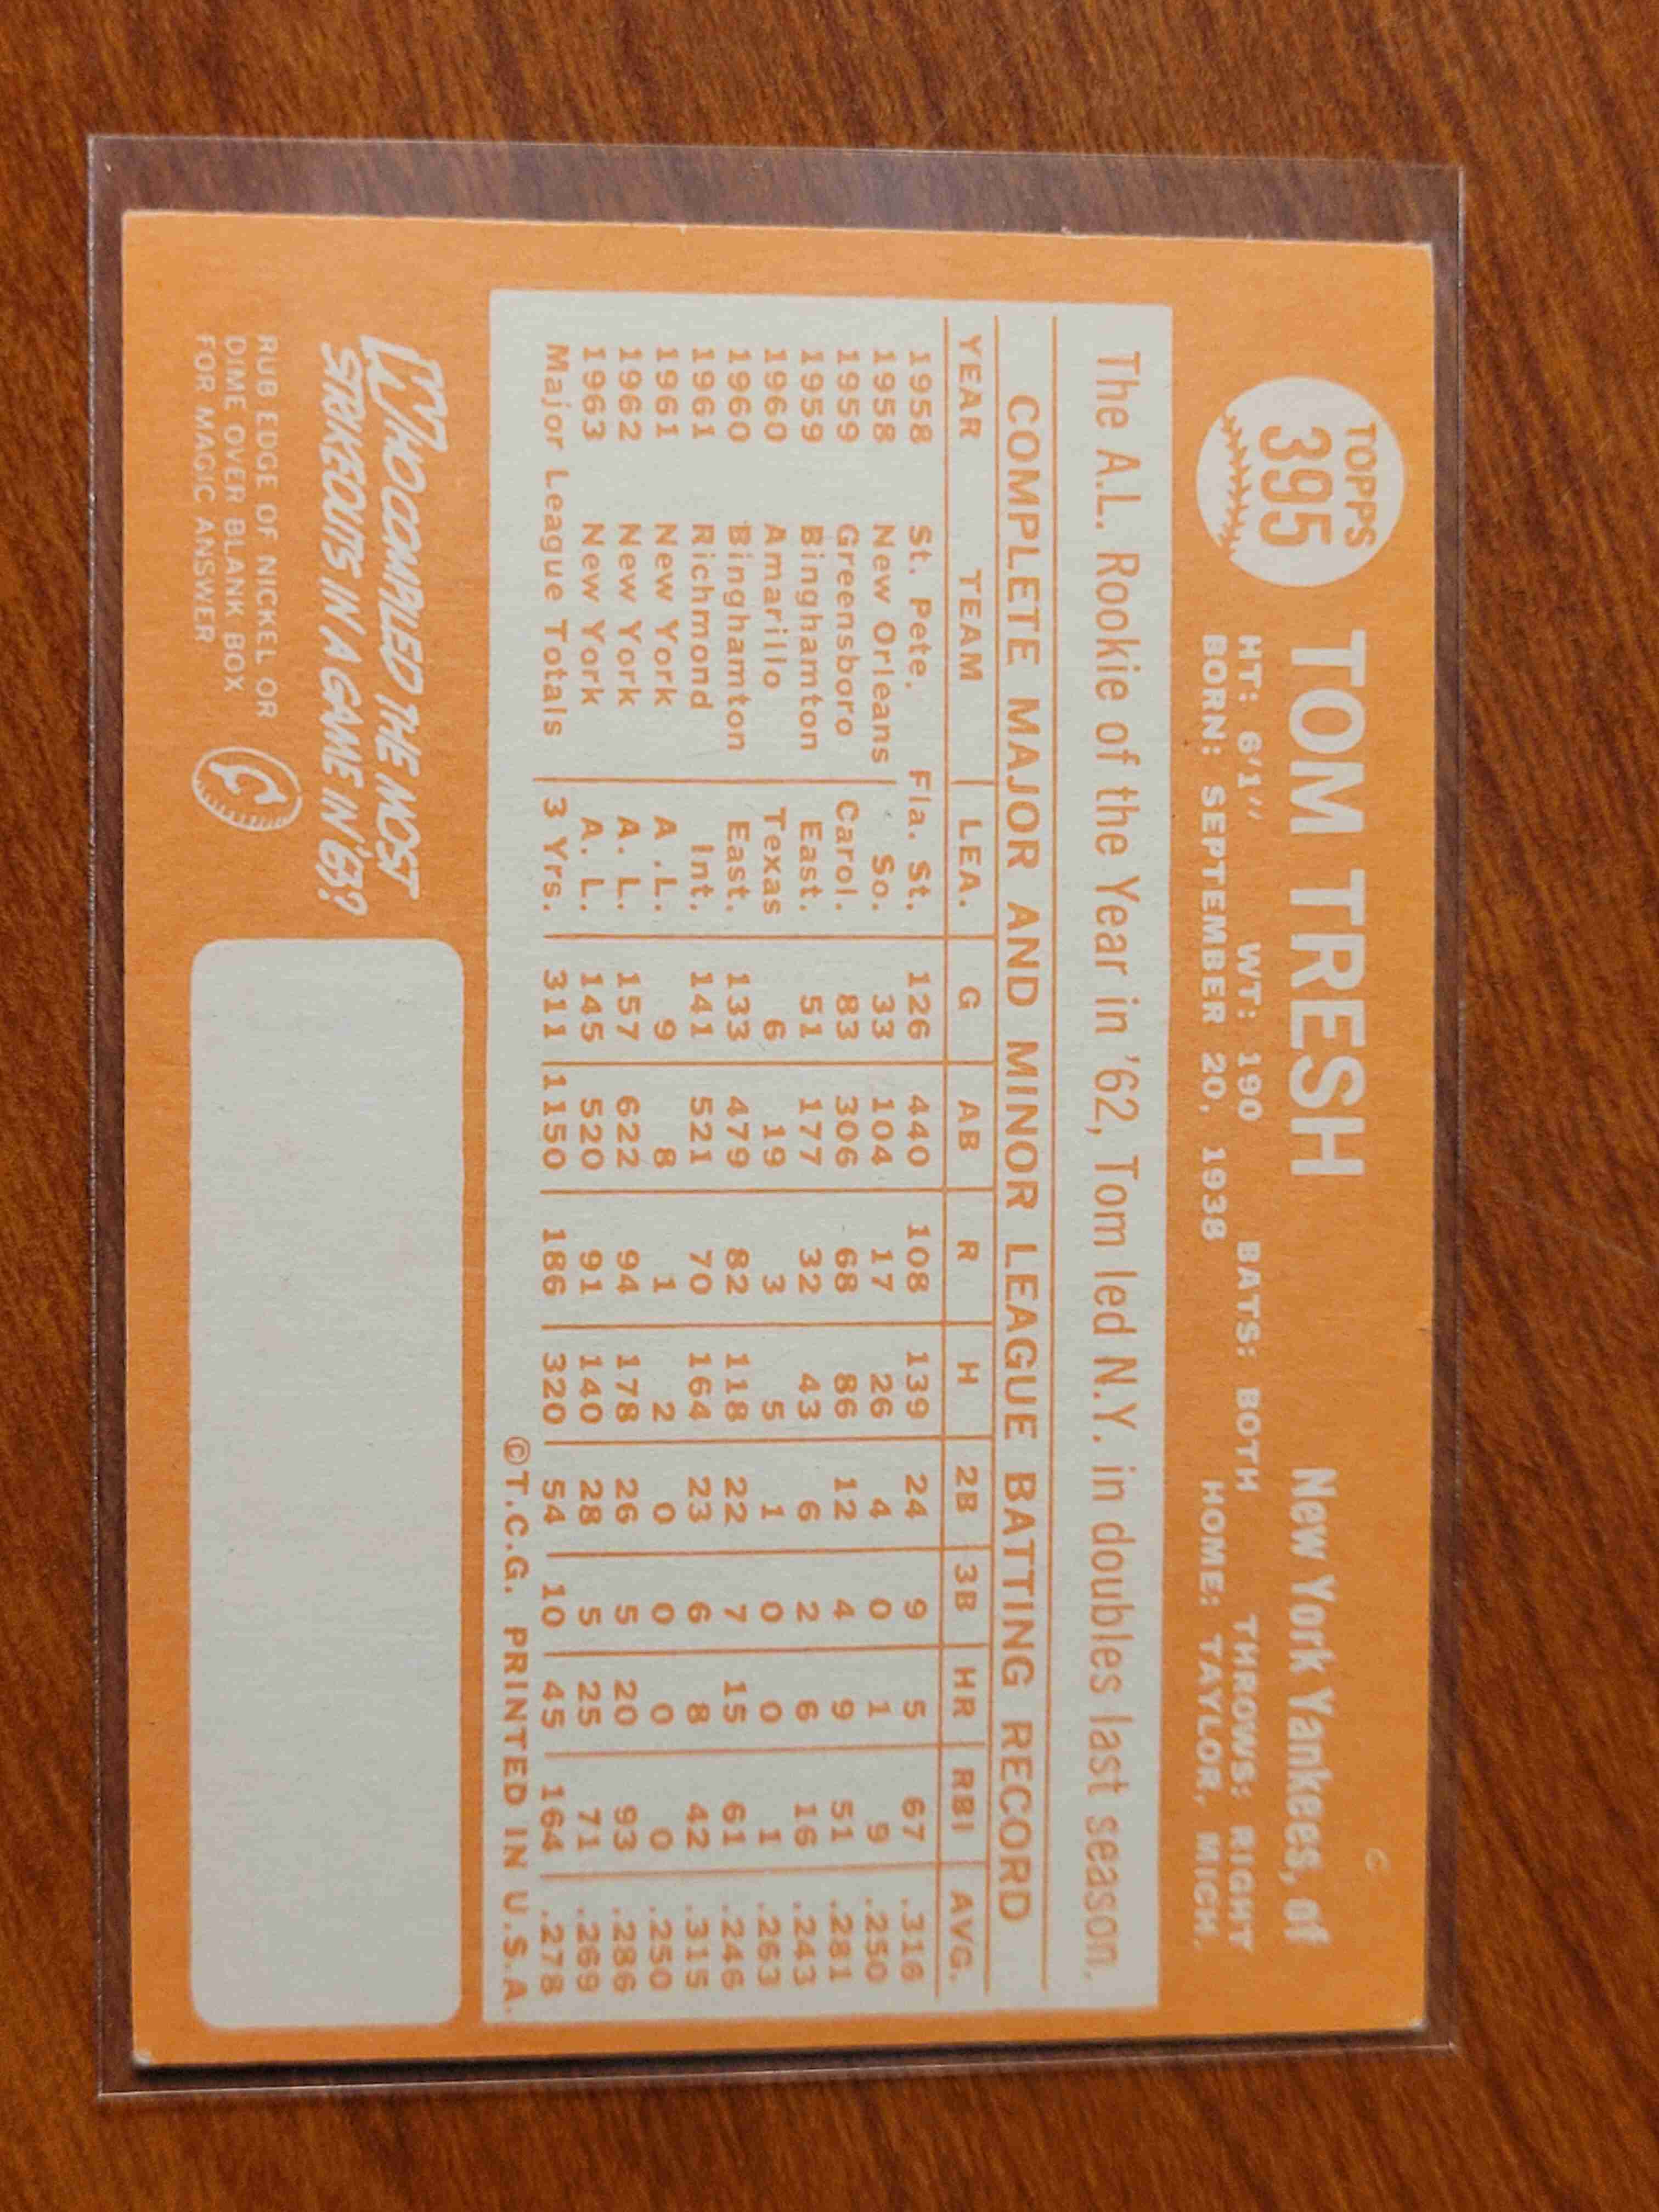 TOPPS
395
TOM TRESH New York Yankees, of
HT: 6'1" WT: 190 BATS: BOTH THROWS: RIGHT
BORN: SEPTEMBER 20, 1938 HOME: TAYLOR, MICH.
The A.L. Rookie of the Year in '62, Tom led N.Y. in doubles last season.
COMPLETE MAJOR AND MINOR LEAGUE BATTING RECORD
YEAR TEAM LEA. G AB R H 2B 3B HR RBI AVG.
1958 St. Pete. Fla. St. 126 440 108 139 24 9 5 67 .316
1958 New Orleans So. 33 104 17 26 4 0 1 9 .250
1959 Greensboro Carol. 83 306 68 86 12 4 9 51 .281
1959 Binghamton East. 51 177 32 43 6 2 6 16 .243
1960 Amarillo Texas 6 19 3 5 1 0 0 1 .263
1960 Binghamton East. 133 479 82 118 22 7 15 61 .246
1961 Richmond Int. 141 521 70 164 23 6 8 42 .315
1961 New York A.L. 9 8 1 2 0 0 0 0 .250
1962 New York A. L. 157 622 94 178 26 5 20 93 .286
1963 New York A. L. 145 520 91 140 28 5 25 71 .269
Major League Totals 3 Yrs. 311 1150 186 320 54 10 45 164 .278
©T.C.G. PRINTED IN U.S.A.
WHO COMPILED THE MOST
STRIKEOUTS IN A GAME IN '63?
RUB EDGE OF NICKEL OR
DIME OVER BLANK BOX
FOR MAGIC ANSWER